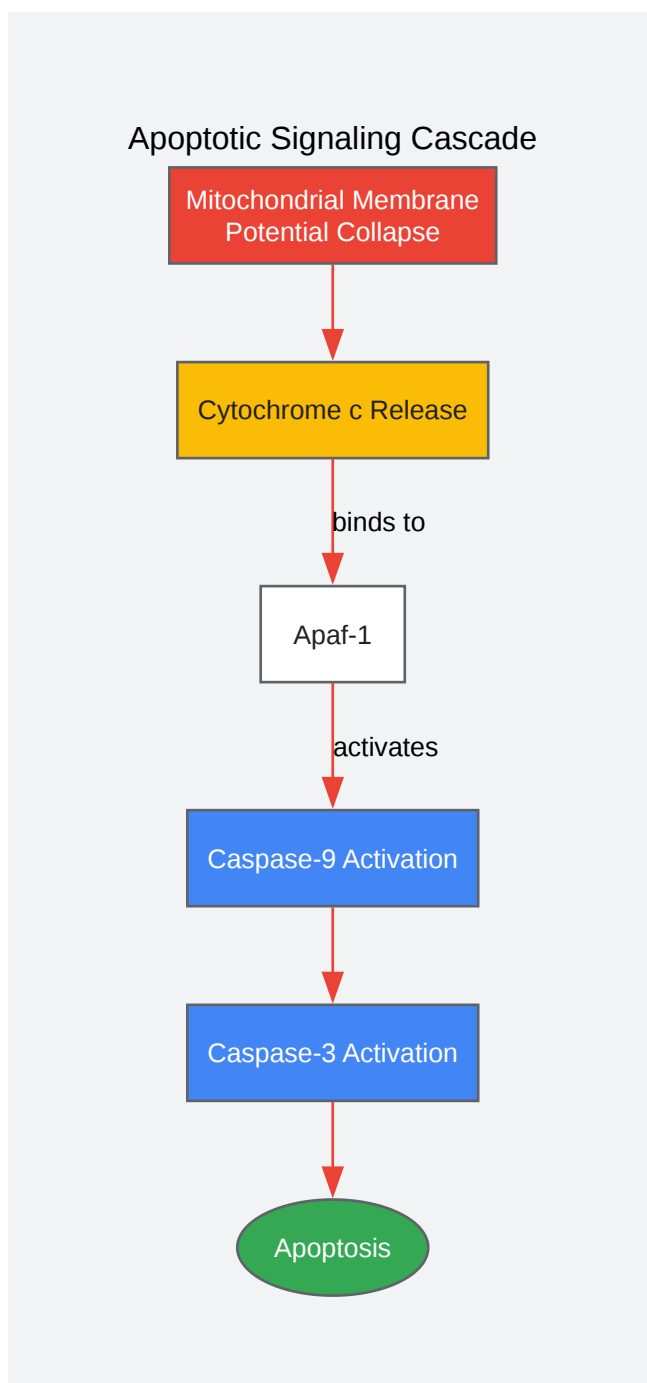 Apoptotic Signaling Cascade
Mitochondrial Membrane
Potential Collapse
Cytochrome c Release
binds to
Apaf-1
activates
Caspase-9 Activation
Caspase-3 Activation
Apoptosis